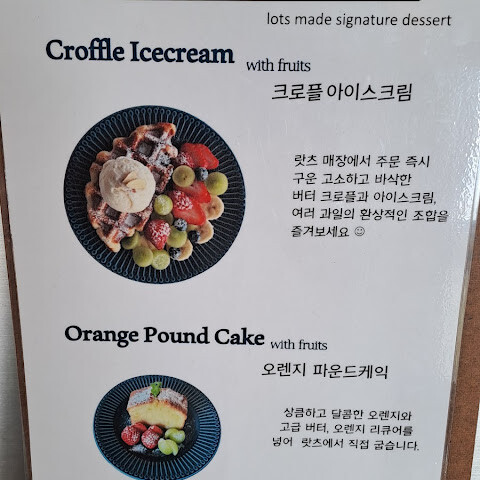 lots made signature dessert
Croffle Icecream with fruits
크로플 아이스크림
랏츠 매장에서 주문 즉시
구운 고소하고 바삭한
버터 크로플과 아이스크림,
여러 과일의 환상적인 조합을
즐겨보세요 ☺
Orange Pound Cake with fruits
오렌지 파운드케익
상큼하고 달콤한 오렌지와
고급 버터, 오렌지 리큐어를
넣어 랏츠에서 직접 굽습니다.